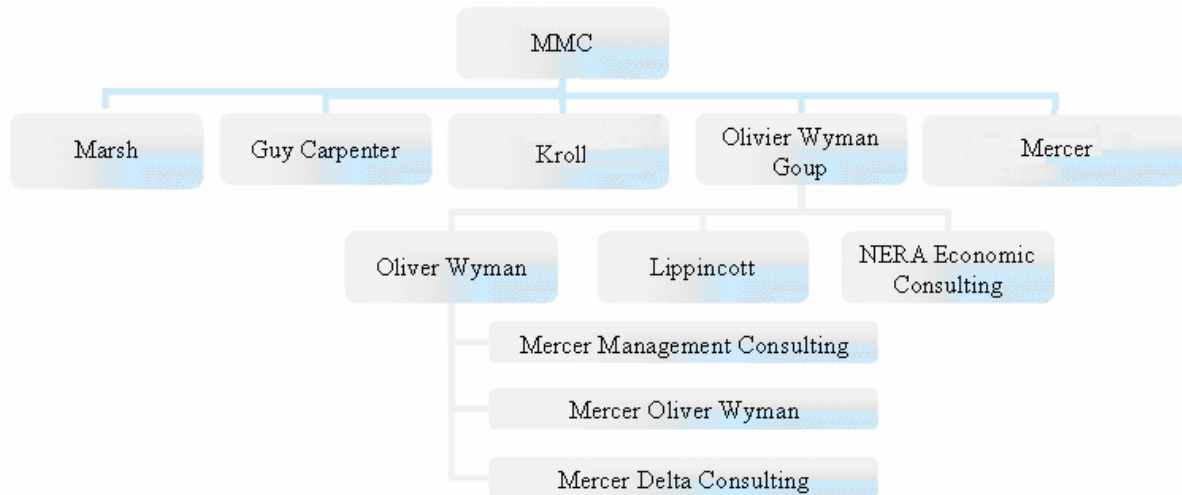 MMC
Marsh
Guy Carpenter
Kroll
Olivier Wyman
Goup
Mercer
Oliver Wyman
Lippincott
NERA Economic
Consulting
Mercer Management Consulting
Mercer Oliver Wyman
Mercer Delta Consulting